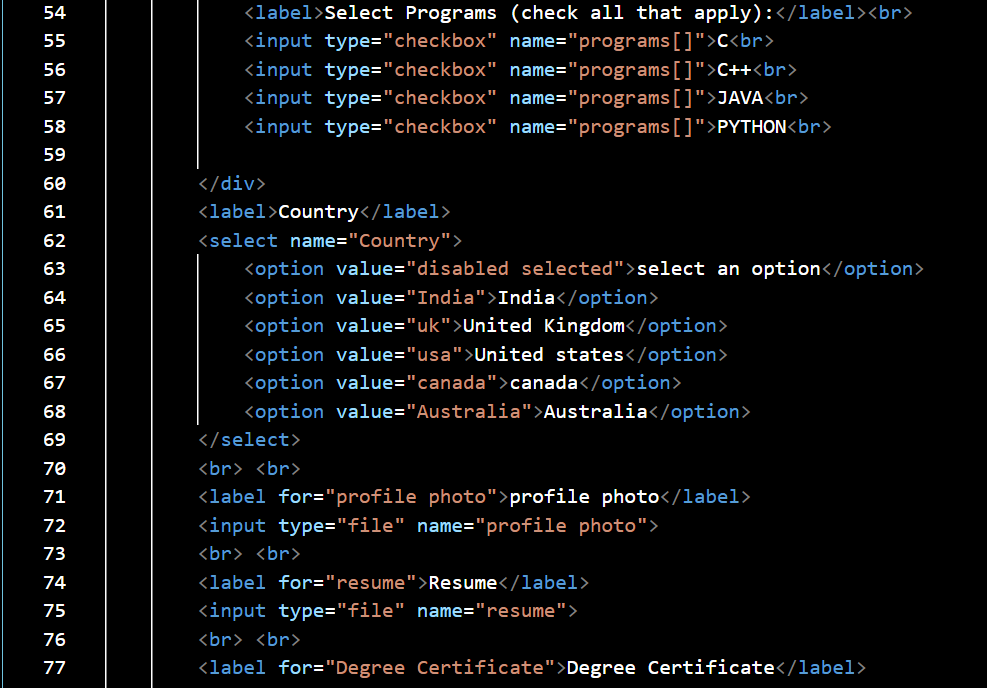 54 <label>Select Programs (check all that apply):</label><br>
55 <input type="checkbox" name="programs[]">C<br>
56 <input type="checkbox" name="programs[]">C++<br>
57 <input type="checkbox" name="programs[]">JAVA<br>
58 <input type="checkbox" name="programs[]">PYTHON<br>
59
60 </div>
61 <label>Country</label>
62 <select name="Country">
63 <option value="disabled selected">select an option</option>
64 <option value="India">India</option>
65 <option value="uk">United Kingdom</option>
66 <option value="usa">United states</option>
67 <option value="canada">canada</option>
68 <option value="Australia">Australia</option>
69 </select>
70 <br> <br>
71 <label for="profile photo">profile photo</label>
72 <input type="file" name="profile photo">
73 <br> <br>
74 <label for="resume">Resume</label>
75 <input type="file" name="resume">
76 <br> <br>
77 <label for="Degree Certificate">Degree Certificate</label>